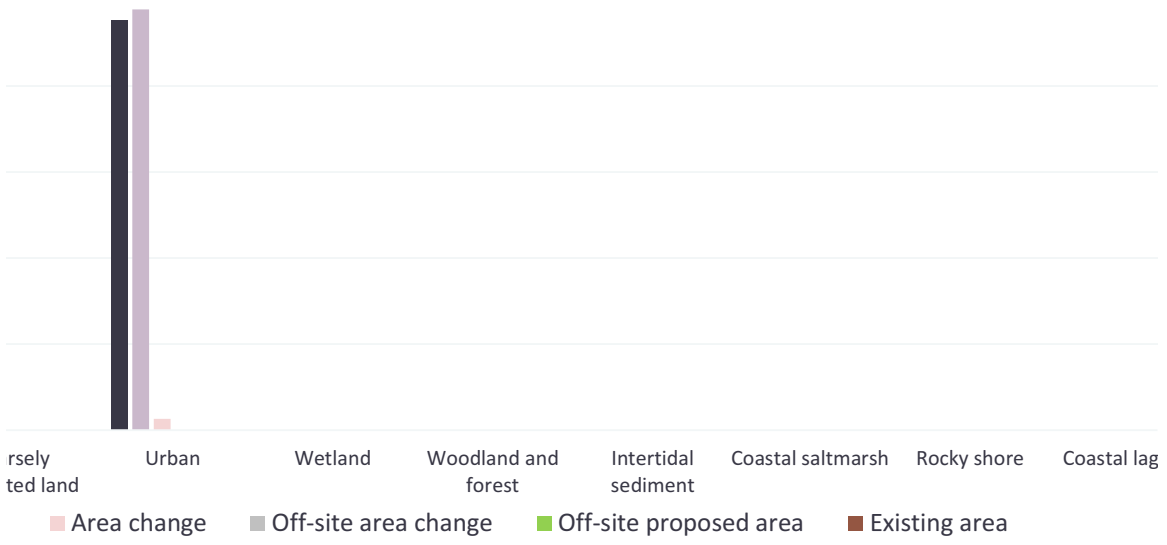 rsely Urban Wetland Woodland and Intertidal Coastal saltmarsh Rocky shore Coastal lag
ted land forest sediment
Area change Off-site area change Off-site proposed area Existing area